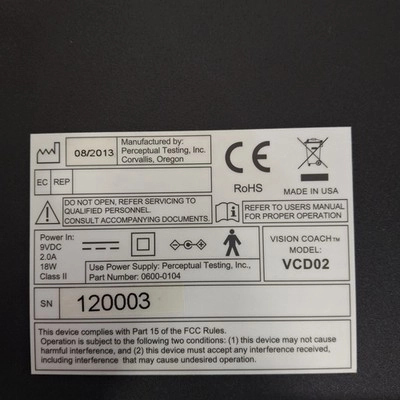 08/2013
Manufactured by:
Perceptual Testing, Inc.
Corvallis, Oregon
EC REP
CE
RoHS
MADE IN USA
DO NOT OPEN, REFER SERVICING TO
QUALIFIED PERSONNEL.
CONSULT ACCOMPANYING DOCUMENTS.
REFER TO USERS MANUAL
FOR PROPER OPERATION
Power In:
9VDC
2.0A
18W
Class II
Use Power Supply: Perceptual Testing, Inc.,
Part Number: 0600-0104
VISION COACH™
MODEL:
VCD02
SN 120003
This device complies with Part 15 of the FCC Rules.
Operation is subject to the following two conditions: (1) this device may not cause
harmful interference, and (2) this device must accept any interference received,
including interference that may cause undesired operation.